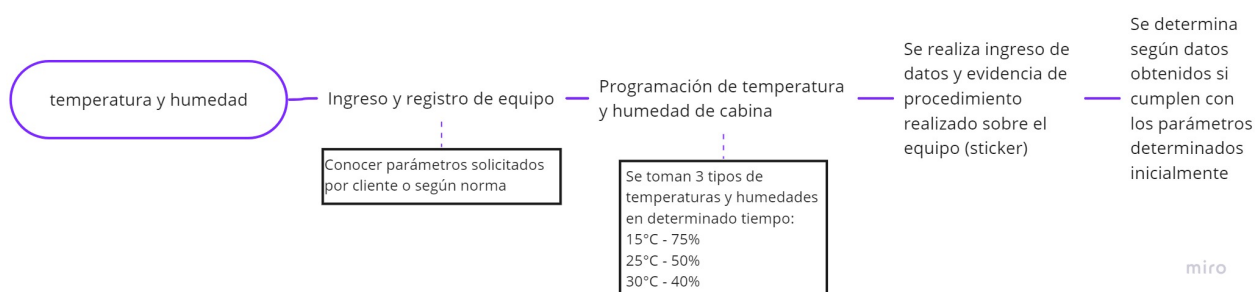 temperatura y humedad
Ingreso y registro de equipo
Conocer parámetros solicitados
por cliente o según norma
Programación de temperatura
y humedad de cabina
Se toman 3 tipos de
temperaturas y humedades
en determinado tiempo:
15°C - 75%
25°C - 50%
30°C - 40%
Se realiza ingreso de
datos y evidencia de
procedimiento
realizado sobre el
equipo (sticker)
Se determina
según datos
obtenidos si
cumplen con
los parámetros
determinados
inicialmente
miro